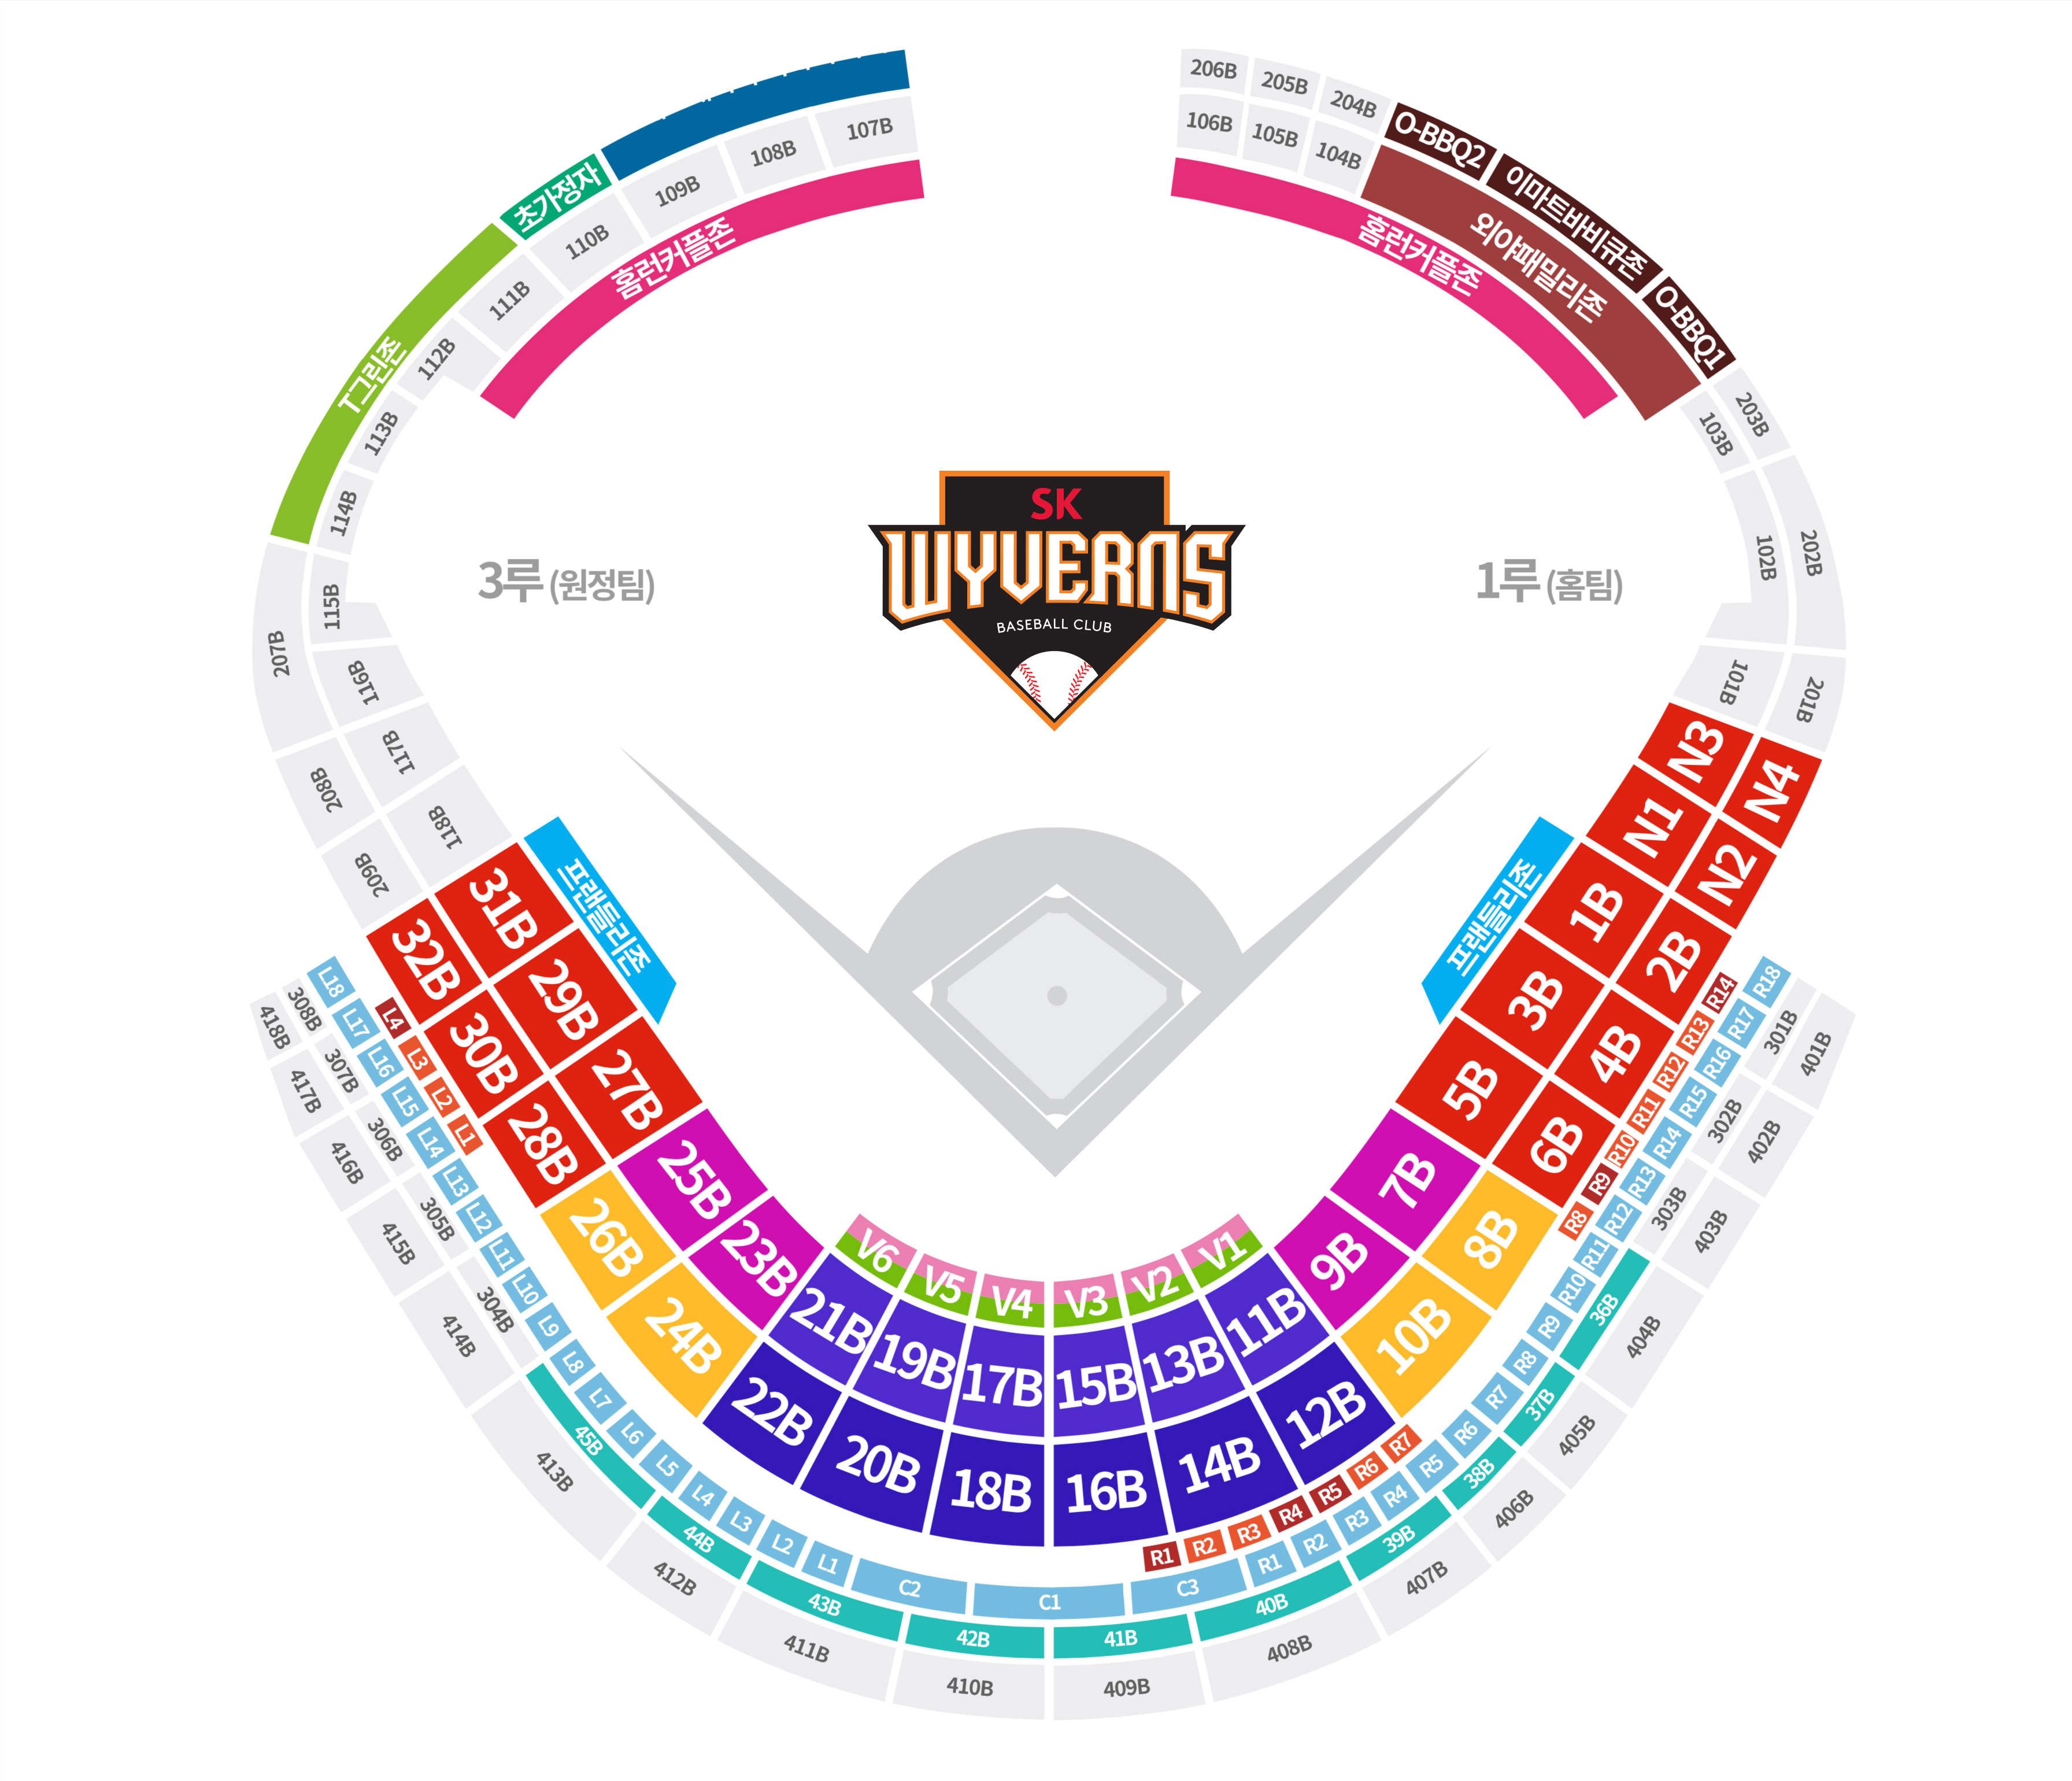 206B
205B
204B
O-BBQ2
이마트바비큐존
O-BBQ1
106B
105B
104B
외야패밀리존
홈런커플존
107B
108B
109B
초가정자
110B
홈런커플존
111B
T그린존
112B
113B
114B
115B
207B
116B
117B
208B
118B
209B
203B
103B
202B
102B
101B
201B
SK
WYVERNS
BASEBALL CLUB
3루 (원정팀)
1루 (홈팀)
N3
N4
N1
N2
프랜들리존
프랜들리존
31B
32B
29B
30B
27B
28B
25B
26B
23B
24B
21B
22B
19B
20B
17B
18B
15B
16B
13B
14B
11B
12B
9B
10B
7B
8B
5B
6B
3B
4B
1B
2B
V6
V5
V4
V3
V2
V1
L4
L3
L2
L1
L18
L17
L16
L15
L14
L13
L12
L11
L10
L9
L8
L7
L6
L5
L4
L3
L2
L1
C2
C1
C3
R1
R2
R3
R4
R5
R6
R7
R8
R9
R10
R11
R12
R13
R14
R15
R16
R17
R18
R1
R2
R3
R4
R5
R6
R7
R8
R9
R10
R11
R12
R13
R14
308B
307B
306B
305B
304B
301B
302B
303B
45B
44B
43B
42B
41B
40B
39B
38B
37B
36B
418B
417B
416B
415B
414B
413B
412B
411B
410B
409B
408B
407B
406B
405B
404B
403B
402B
401B